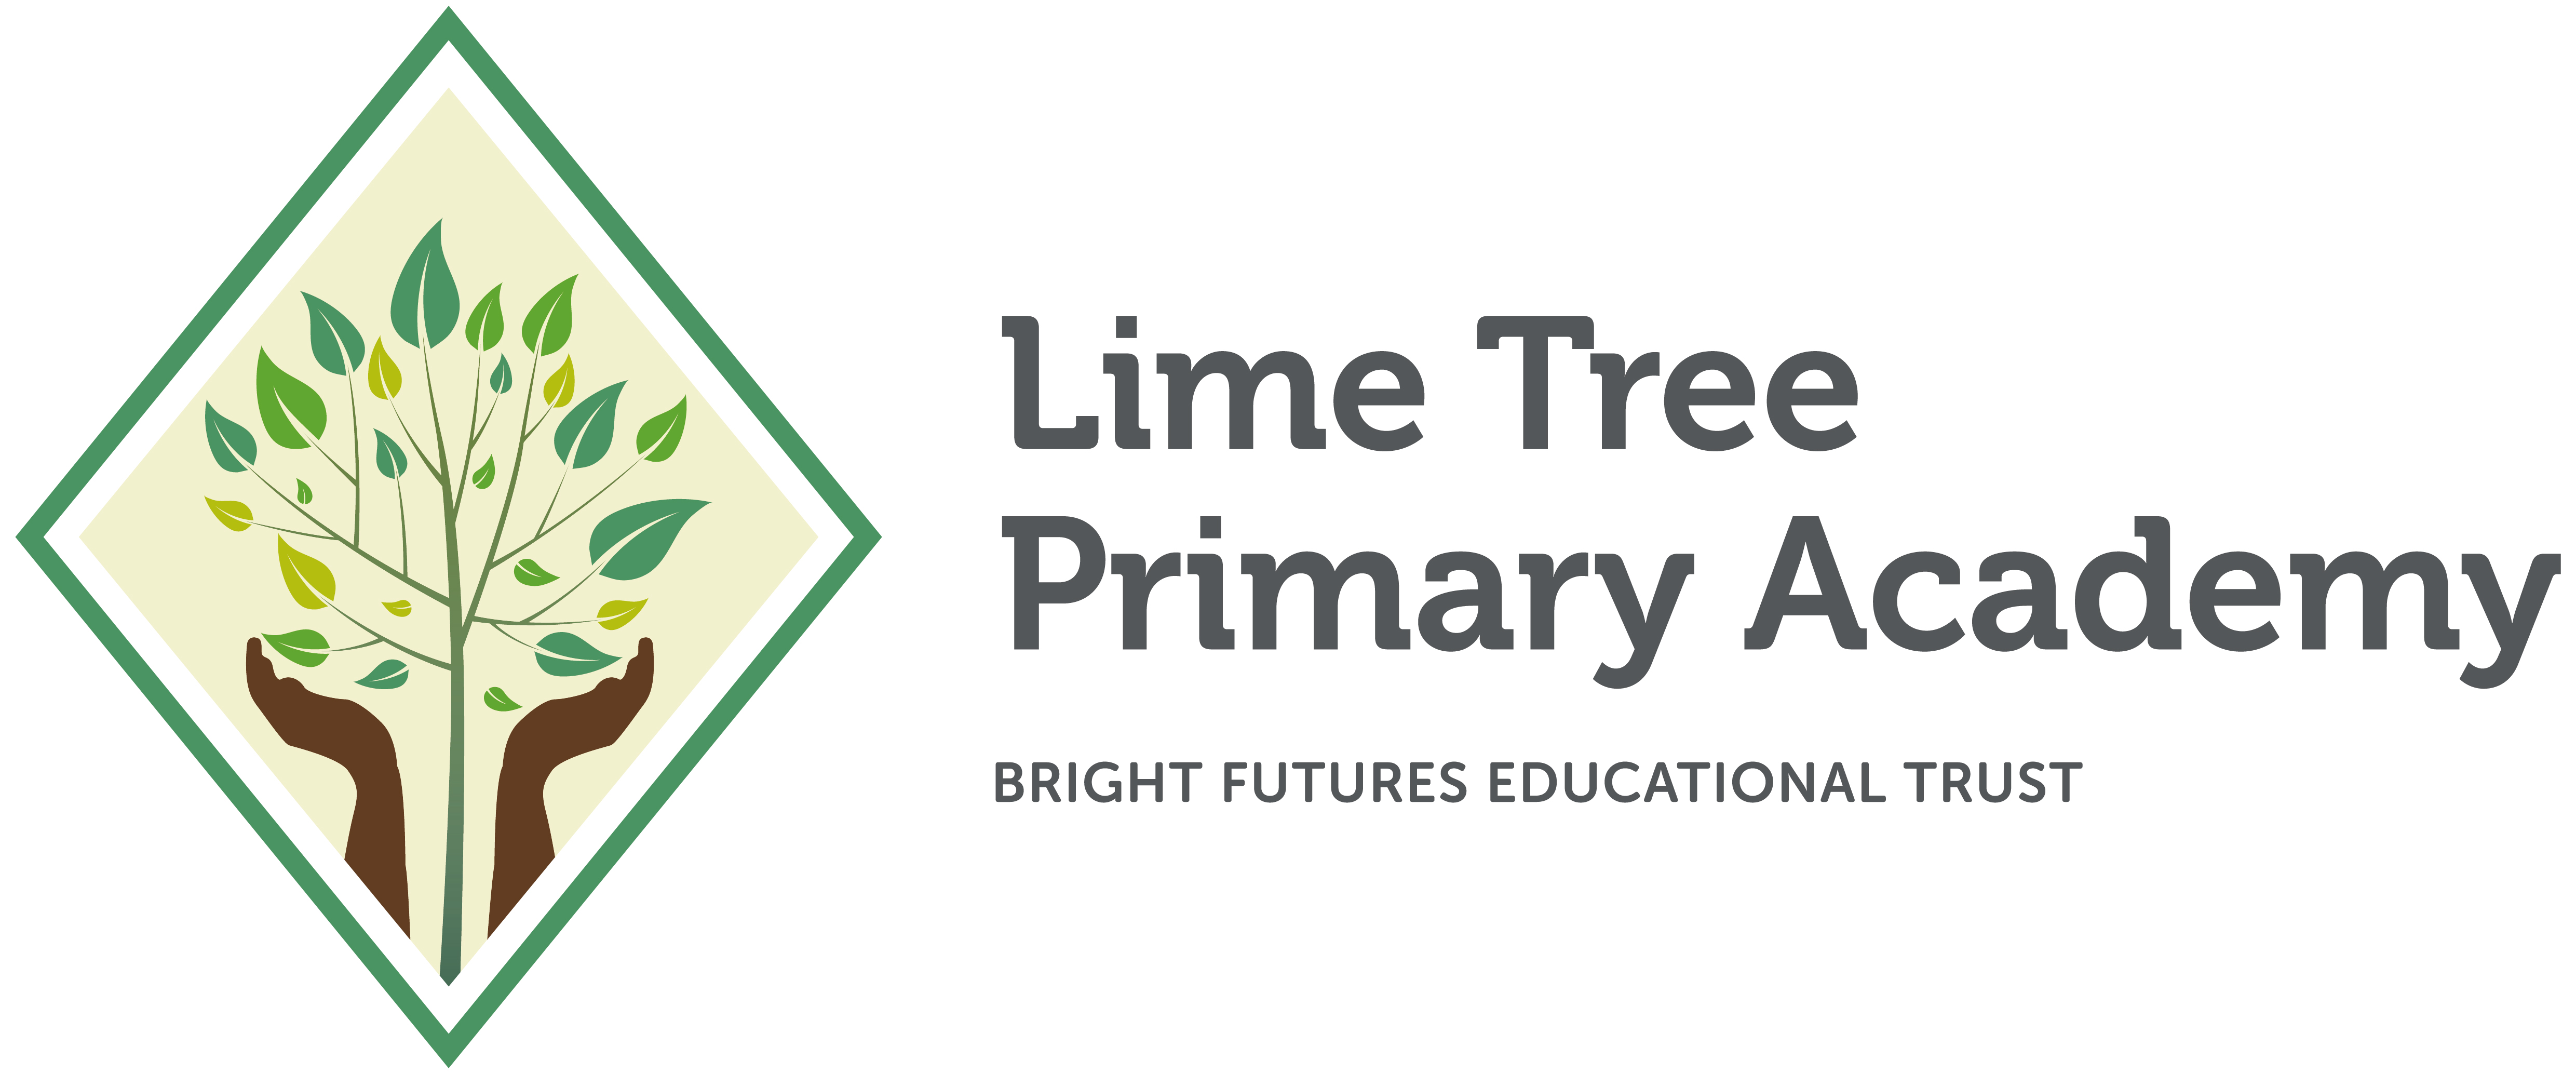 Lime Tree
Primary Academy
BRIGHT FUTURES EDUCATIONAL TRUST